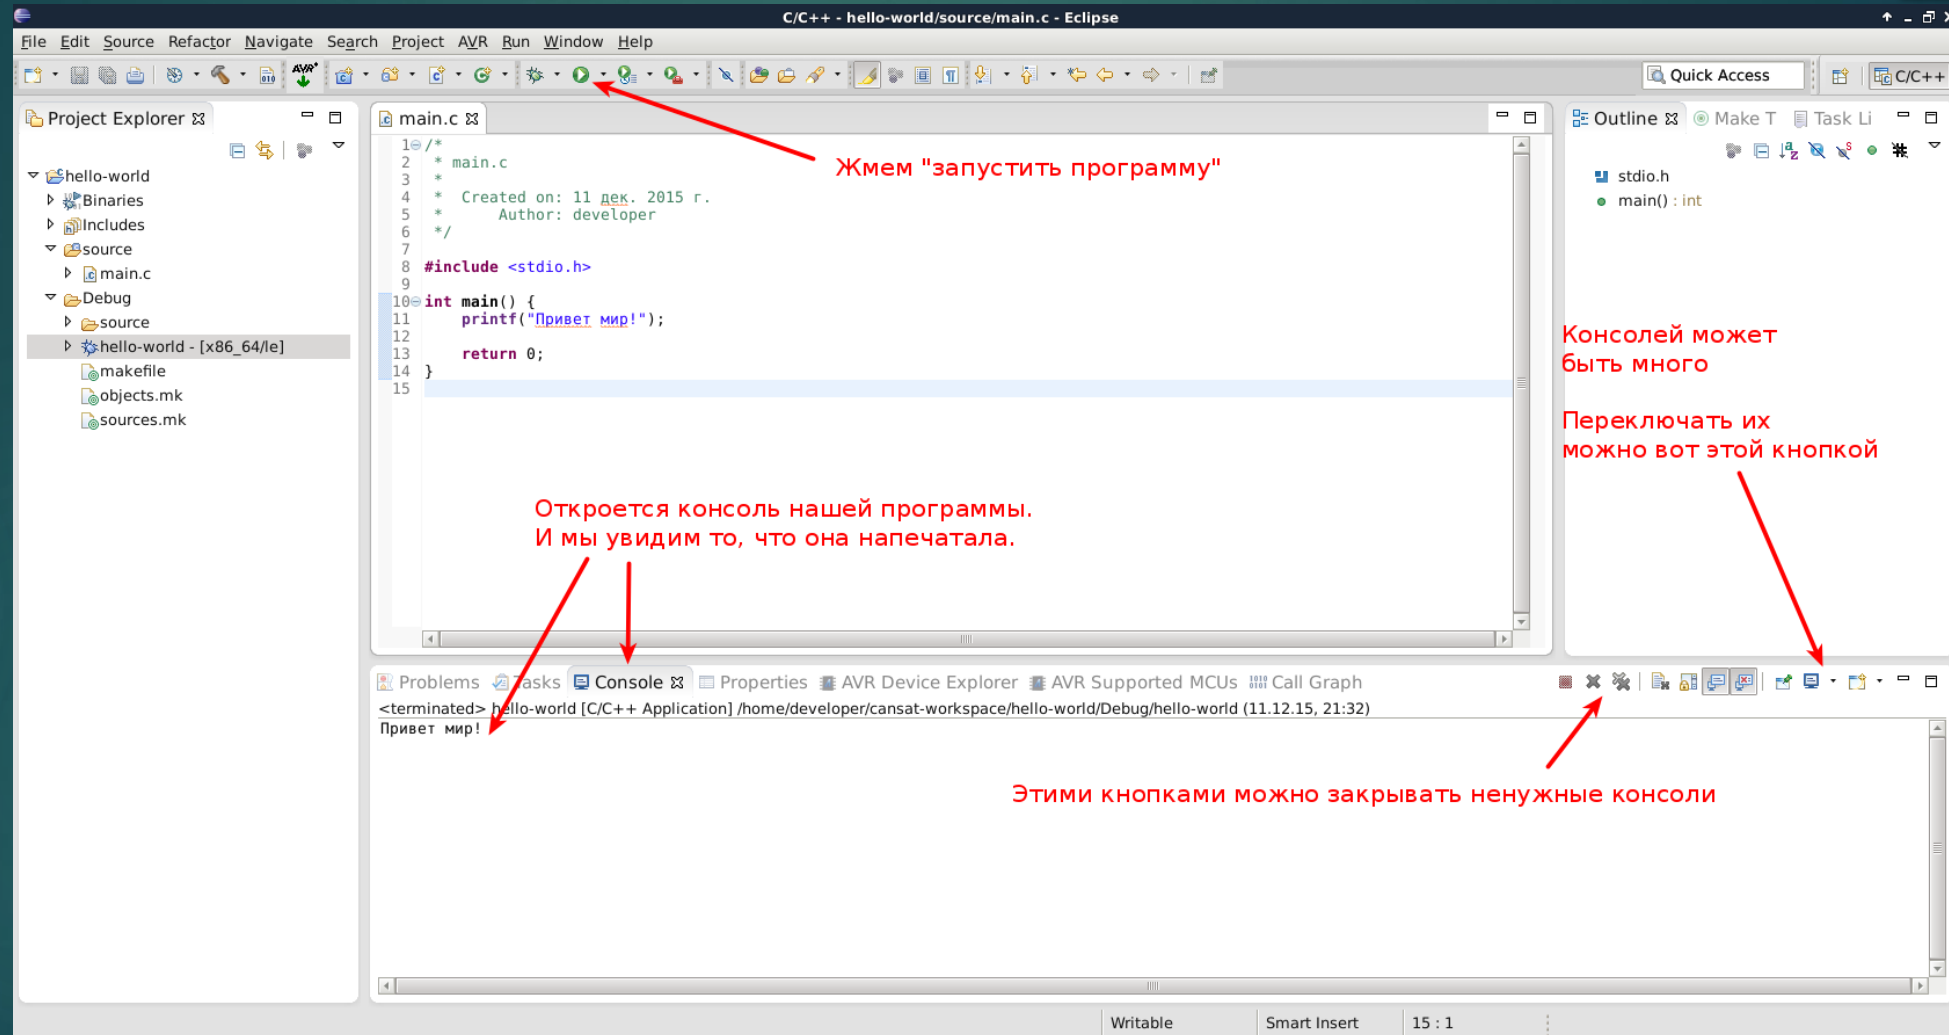 C/C++ - hello-world/source/main.c - Eclipse
File Edit Source Refactor Navigate Search Project AVR Run Window Help
Quick Access
C/C++
Project Explorer
hello-world
Binaries
Includes
source
main.c
Debug
source
hello-world - [x86_64/le]
makefile
objects.mk
sources.mk
main.c
1 /*
2  * main.c
3  *
4  *  Created on: 11 дек. 2015 г.
5  *      Author: developer
6  */
7
8 #include <stdio.h>
9
10 int main() {
11     printf("Привет мир!");
12
13     return 0;
14 }
15
Жмем "запустить программу"
Откроется консоль нашей программы.
И мы увидим то, что она напечатала.
Outline Make T Task Li
stdio.h
main() : int
Консолей может
быть много
Переключать их
можно вот этой кнопкой
Problems Tasks Console Properties AVR Device Explorer AVR Supported MCUs Call Graph
<terminated> hello-world [C/C++ Application] /home/developer/cansat-workspace/hello-world/Debug/hello-world (11.12.15, 21:32)
Привет мир!
Этими кнопками можно закрывать ненужные консоли
Writable Smart Insert 15 : 1